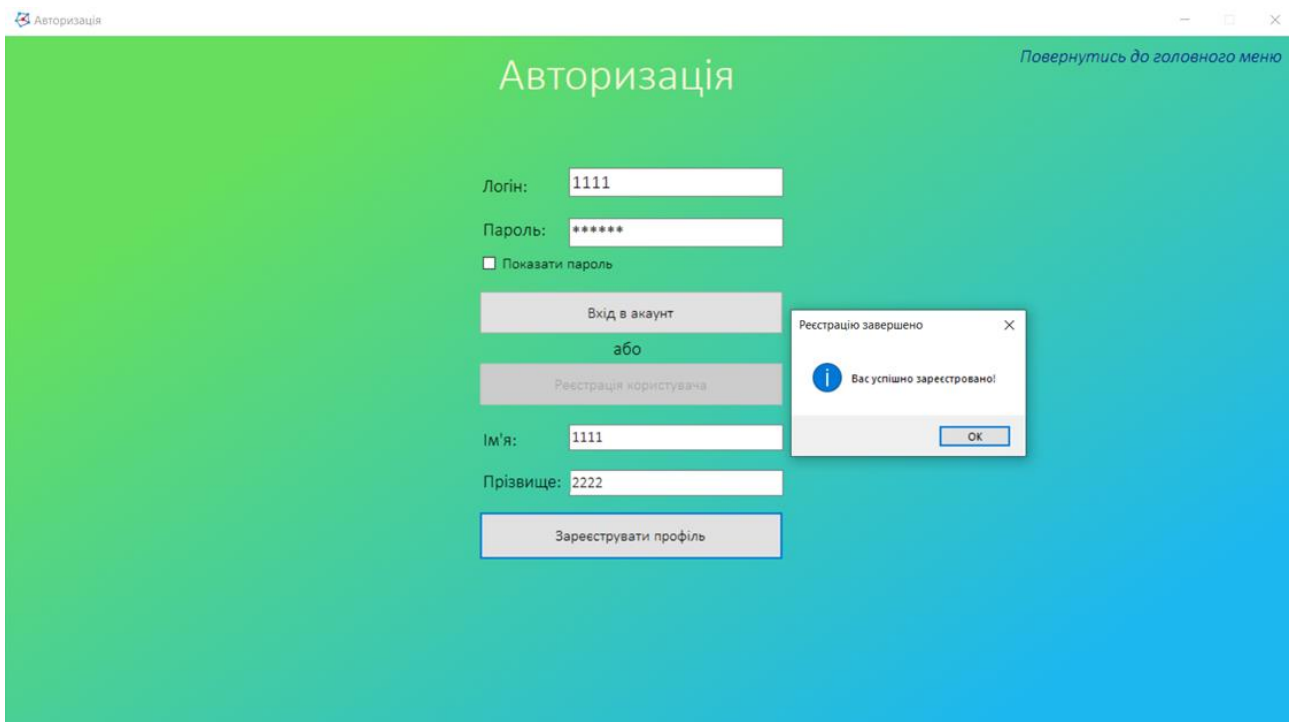 Авторизація
Повернутись до головного меню
Авторизація
Логін:
1111
Пароль:
******
Показати пароль
Вхід в акаунт
або
Реєстрація користувача
Ім'я:
1111
Прізвище:
2222
Зареєструвати профіль
Реєстрацію завершено
Вас успішно зареєстровано!
OK